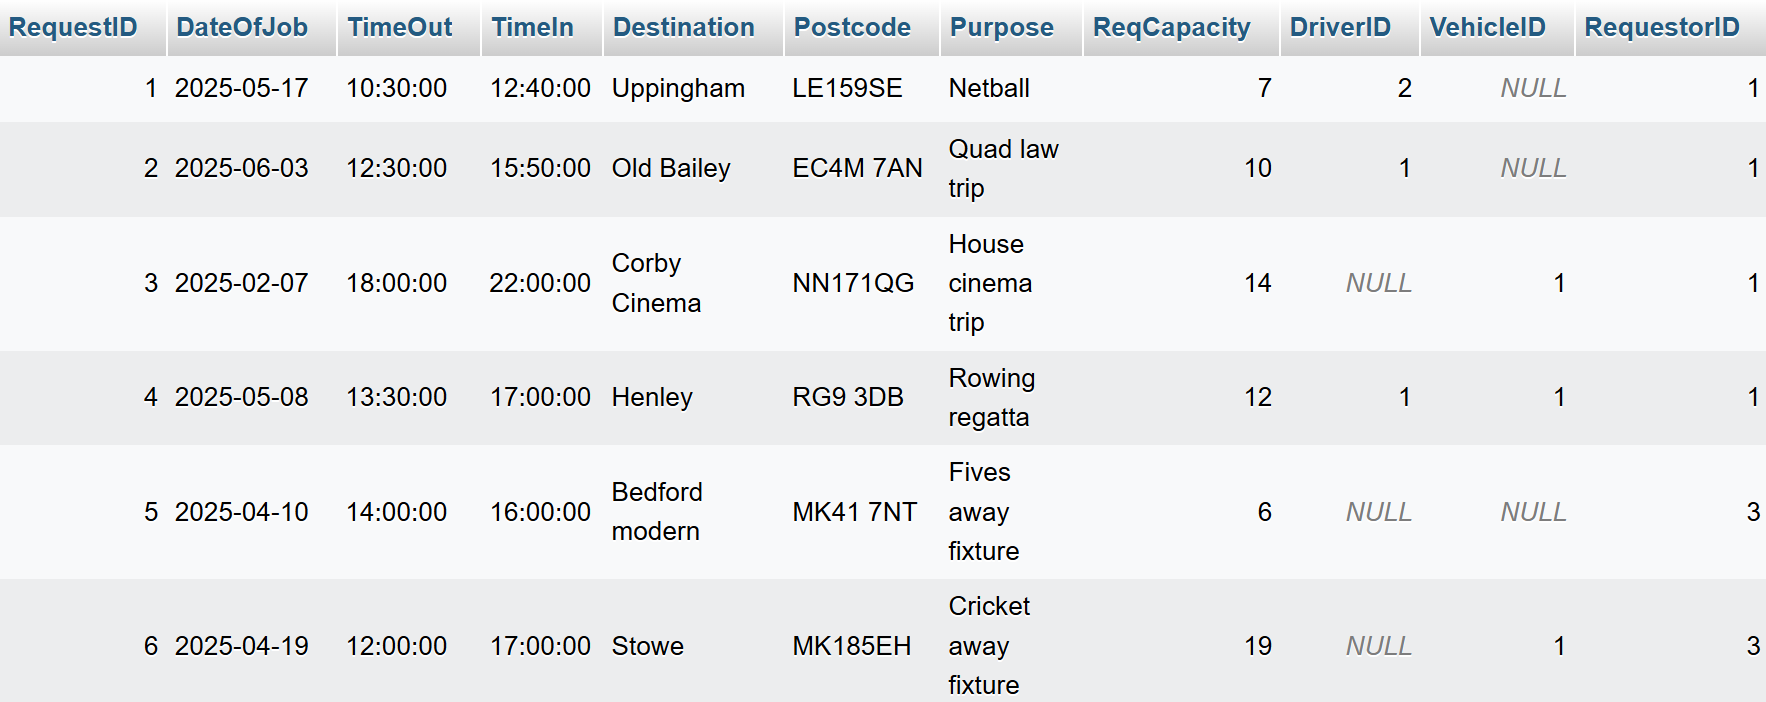 RequestID DateOfJob TimeOut TimeIn Destination Postcode Purpose ReqCapacity DriverID VehicleID RequestorID
1 2025-05-17 10:30:00 12:40:00 Uppingham LE159SE Netball 7 2 NULL 1
2 2025-06-03 12:30:00 15:50:00 Old Bailey EC4M 7AN Quad law trip 10 1 NULL 1
3 2025-02-07 18:00:00 22:00:00 Corby Cinema NN171QG House cinema trip 14 NULL 1 1
4 2025-05-08 13:30:00 17:00:00 Henley RG9 3DB Rowing regatta 12 1 1 1
5 2025-04-10 14:00:00 16:00:00 Bedford modern MK41 7NT Fives away fixture 6 NULL NULL 3
6 2025-04-19 12:00:00 17:00:00 Stowe MK185EH Cricket away fixture 19 NULL 1 3